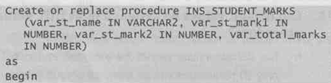 Create or replace procedure INS_STUDENT_MARKS
(var_st_name IN VARCHAR2, var_st_mark1 IN
NUMBER, var_st_mark2 IN NUMBER, var_total_marks
IN NUMBER)
as
Begin